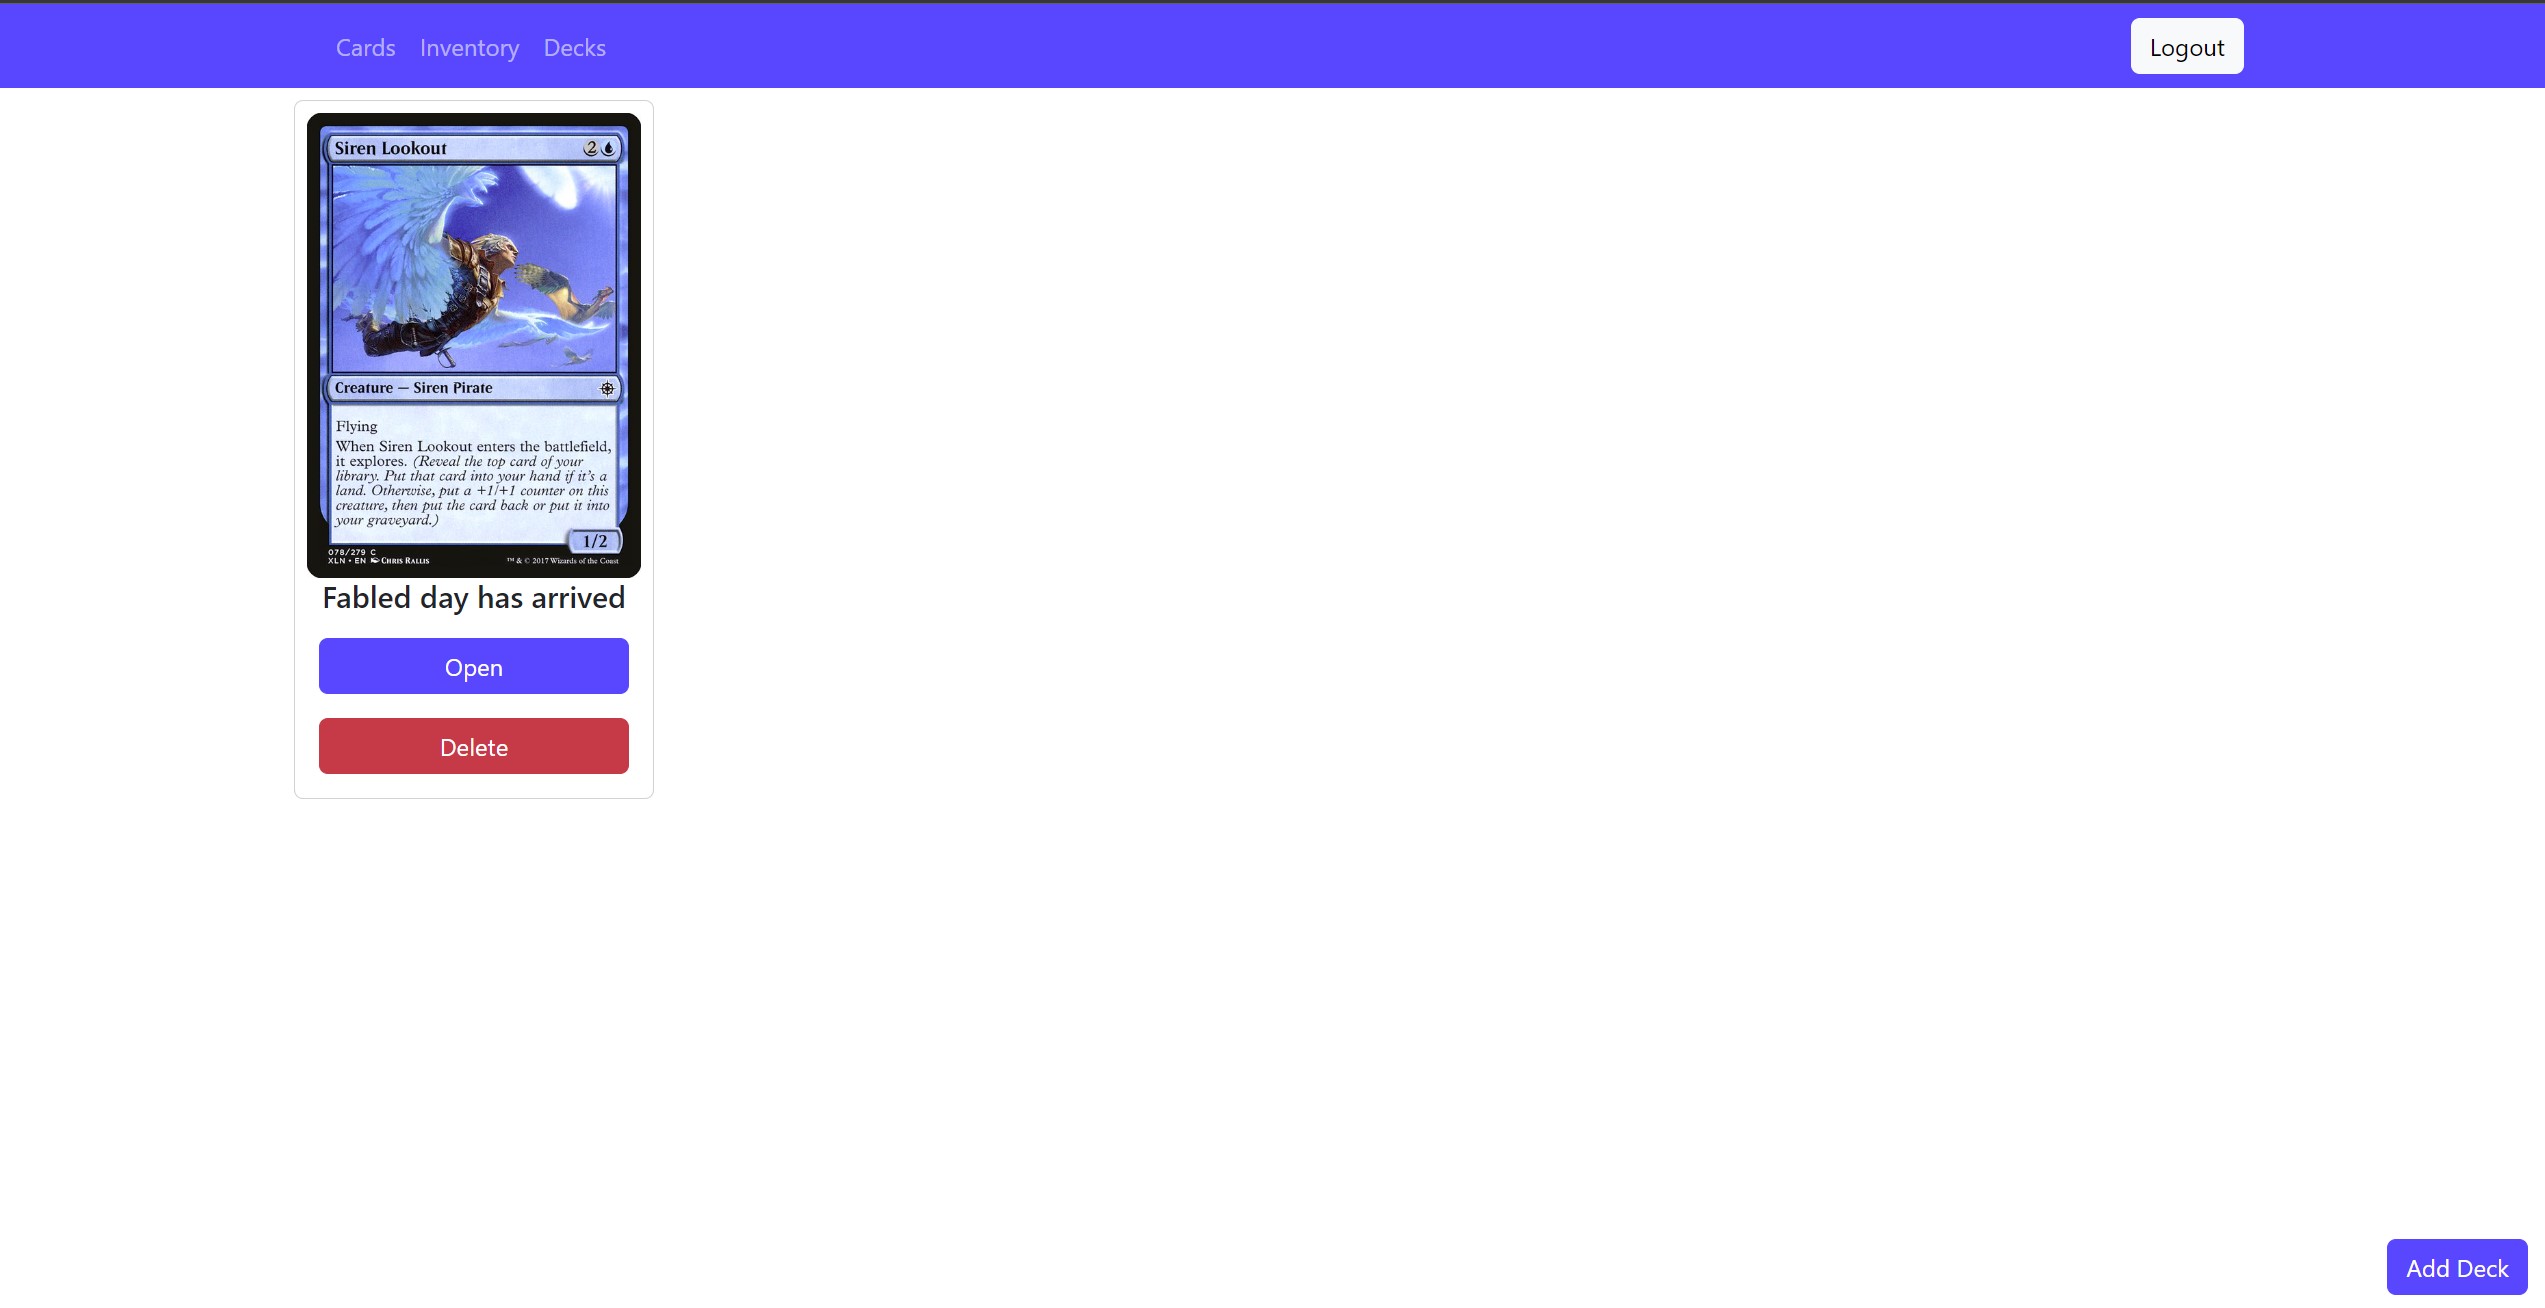 Cards Inventory Decks Logout
Siren Lookout 2
Creature — Siren Pirate
Flying
When Siren Lookout enters the battlefield,
it explores. (Reveal the top card of your
library. Put that card into your hand if it's a
land. Otherwise, put a +1/+1 counter on this
creature, then put the card back or put it into
your graveyard.)
1/2
078/279 C
XLN • EN Chris Rallis ™ & © 2017 Wizards of the Coast
Fabled day has arrived
Open
Delete
Add Deck